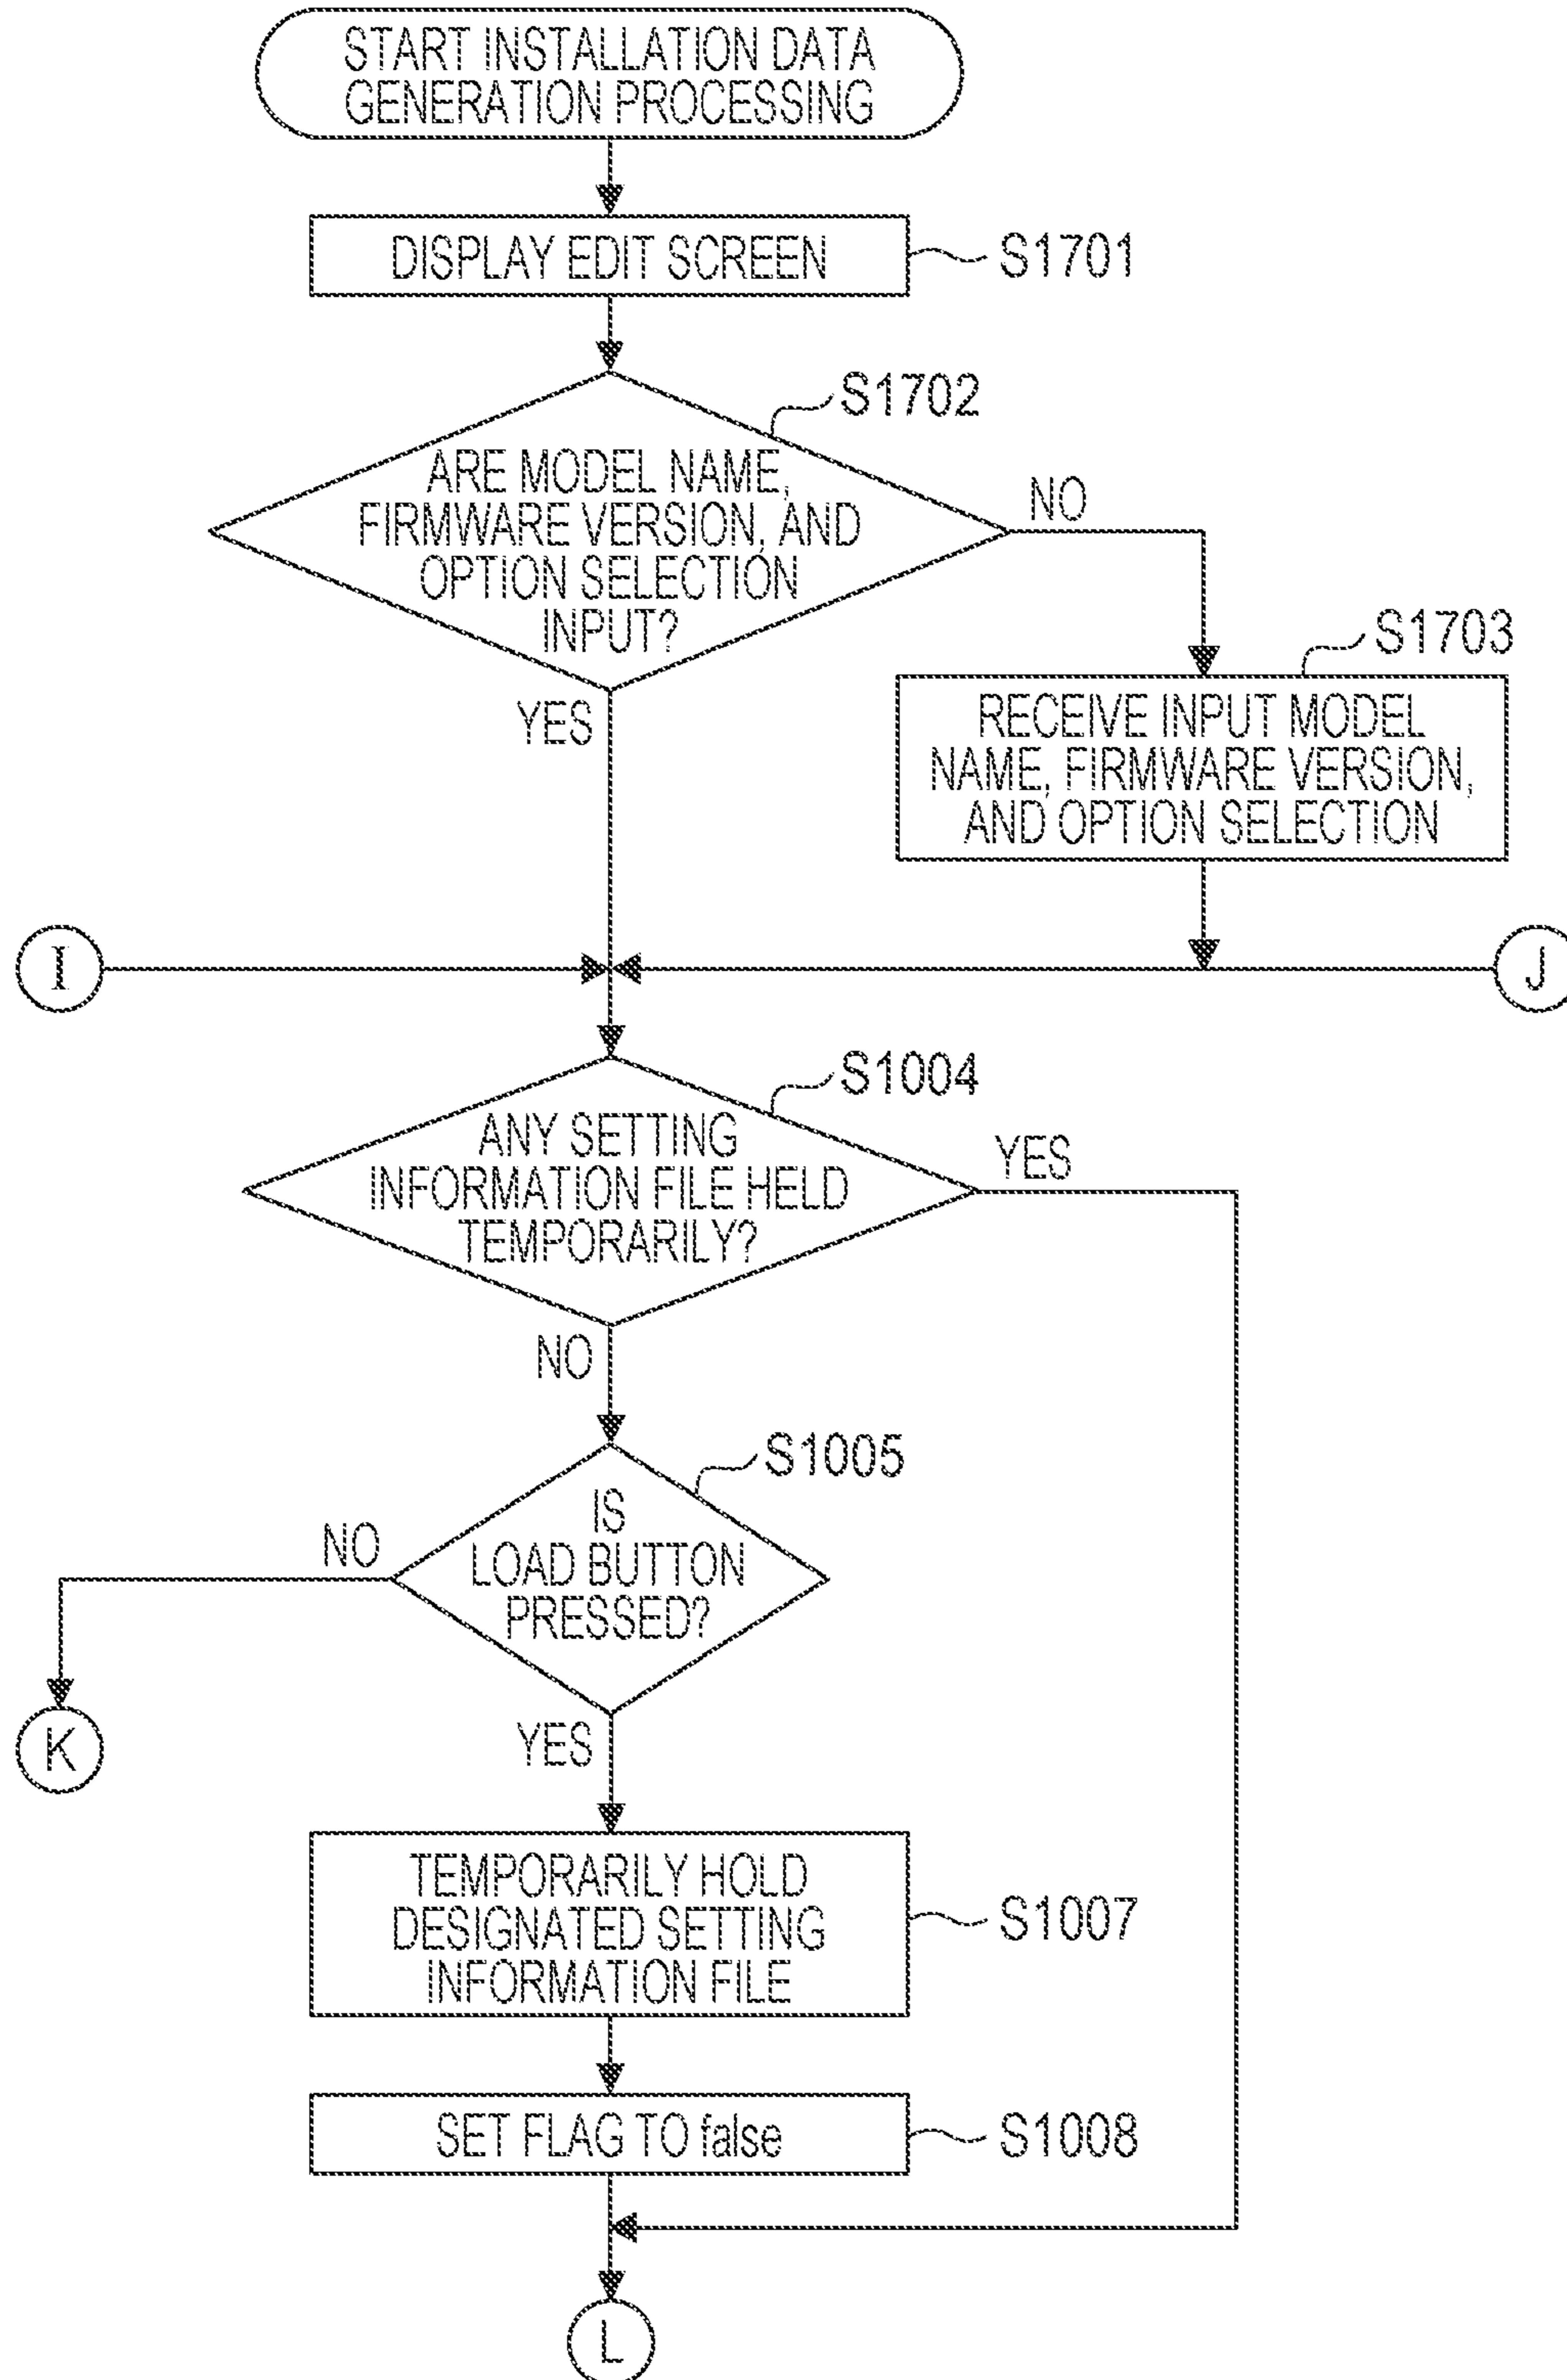 START INSTALLATION DATA
GENERATION PROCESSING
DISPLAY EDIT SCREEN
S1701
S1702
ARE MODEL NAME,
FIRMWARE VERSION, AND
OPTION SELECTION
INPUT?
NO
YES
S1703
RECEIVE INPUT MODEL
NAME, FIRMWARE VERSION,
AND OPTION SELECTION
I
J
S1004
ANY SETTING
INFORMATION FILE HELD
TEMPORARILY?
YES
NO
S1005
IS
LOAD BUTTON
PRESSED?
NO
K
YES
TEMPORARILY HOLD
DESIGNATED SETTING
INFORMATION FILE
S1007
SET FLAG TO false
S1008
L